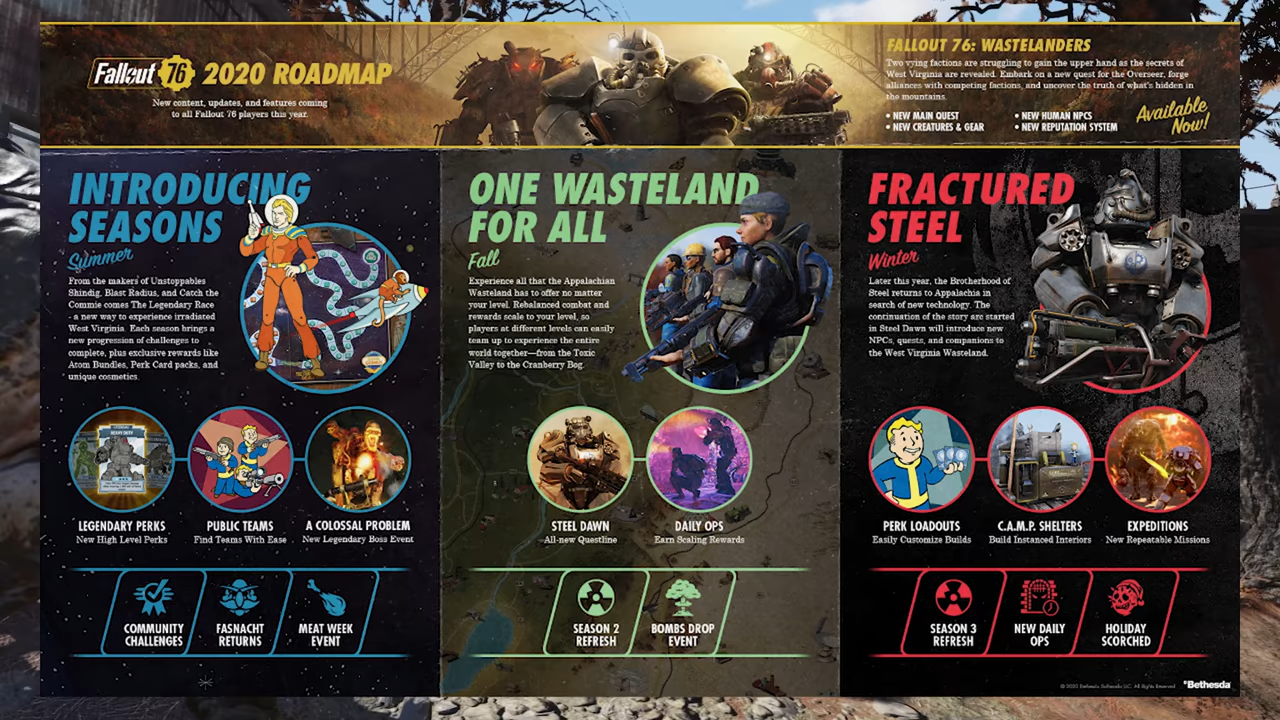 Fallout 76 2020 ROADMAP
New content, updates, and features coming
to all Fallout 76 players this year.
FALLOUT 76: WASTELANDERS
Two vying factions are struggling to gain the upper hand as the secrets of
West Virginia are revealed. Embark on a new quest for the Overseer, forge
alliances with competing factions, and uncover the truth of what's hidden in
the mountains.
• NEW MAIN QUEST
• NEW CREATURES & GEAR
• NEW HUMAN NPCS
• NEW REPUTATION SYSTEM
Available
Now!
INTRODUCING
SEASONS
Summer
From the makers of Unstoppables
Shindig, Blast Radius, and Catch the
Commie comes The Legendary Race
- a new way to experience irradiated
West Virginia. Each season brings a
new progression of challenges to
complete, plus exclusive rewards like
Atom Bundles, Perk Card packs, and
unique cosmetics.
LEGENDARY PERKS
New High Level Perks
PUBLIC TEAMS
Find Teams With Ease
A COLOSSAL PROBLEM
New Legendary Boss Event
COMMUNITY
CHALLENGES
FASNACHT
RETURNS
MEAT WEEK
EVENT
ONE WASTELAND
FOR ALL
Fall
Experience all that the Appalachian
Wasteland has to offer no matter
your level. Rebalanced combat and
rewards scale to your level, so
players at different levels can easily
team up to experience the entire
world together—from the Toxic
Valley to the Cranberry Bog.
STEEL DAWN
All-new Questline
DAILY OPS
Earn Scaling Rewards
SEASON 2
REFRESH
BOMBS DROP
EVENT
FRACTURED
STEEL
Winter
Later this year, the Brotherhood of
Steel returns to Appalachia in
search of new technology. The
continuation of the story are started
in Steel Dawn will introduce new
NPCs, quests, and companions to
the West Virginia Wasteland.
PERK LOADOUTS
Easily Customize Builds
C.A.M.P. SHELTERS
Build Instanced Interiors
EXPEDITIONS
New Repeatable Missions
SEASON 3
REFRESH
NEW DAILY
OPS
HOLIDAY
SCORCHED
© 2020 Bethesda Softworks LLC. All Rights Reserved
Bethesda